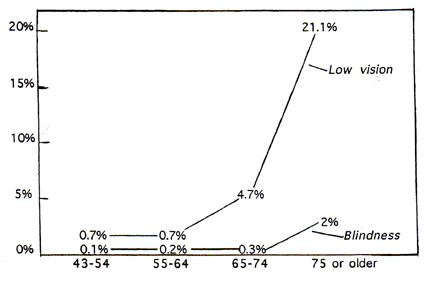 20%
21.1%
Low vision
15%
10%
5%
4.7%
2%
0.7% 0.7% Blindness
0% 0.1% 0.2% 0.3%
43-54 55-64 65-74 75 or older